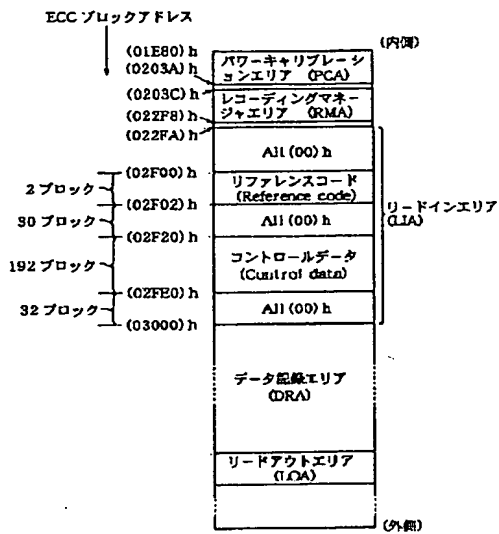 ECC ブロックアドレス
(内側)
(01E80) h
パワーキャリブレーシ
(0203A) h
ョンエリア (PCA)
(0203C) h
レコーディングマネー
(022F8) h
ジャエリア (RMA)
(022FA) h
All (00) h
(02F00) h
2 ブロック
リファレンスコード
(Reference code)
(02F02) h
リードインエリア
(LIA)
30 ブロック
All (00) h
(02F20) h
192 ブロック
コントロールデータ
(Control data)
(02FE0) h
32 ブロック
All (00) h
(03000) h
データ記録エリア
(DRA)
リードアウトエリア
(LOA)
(外側)